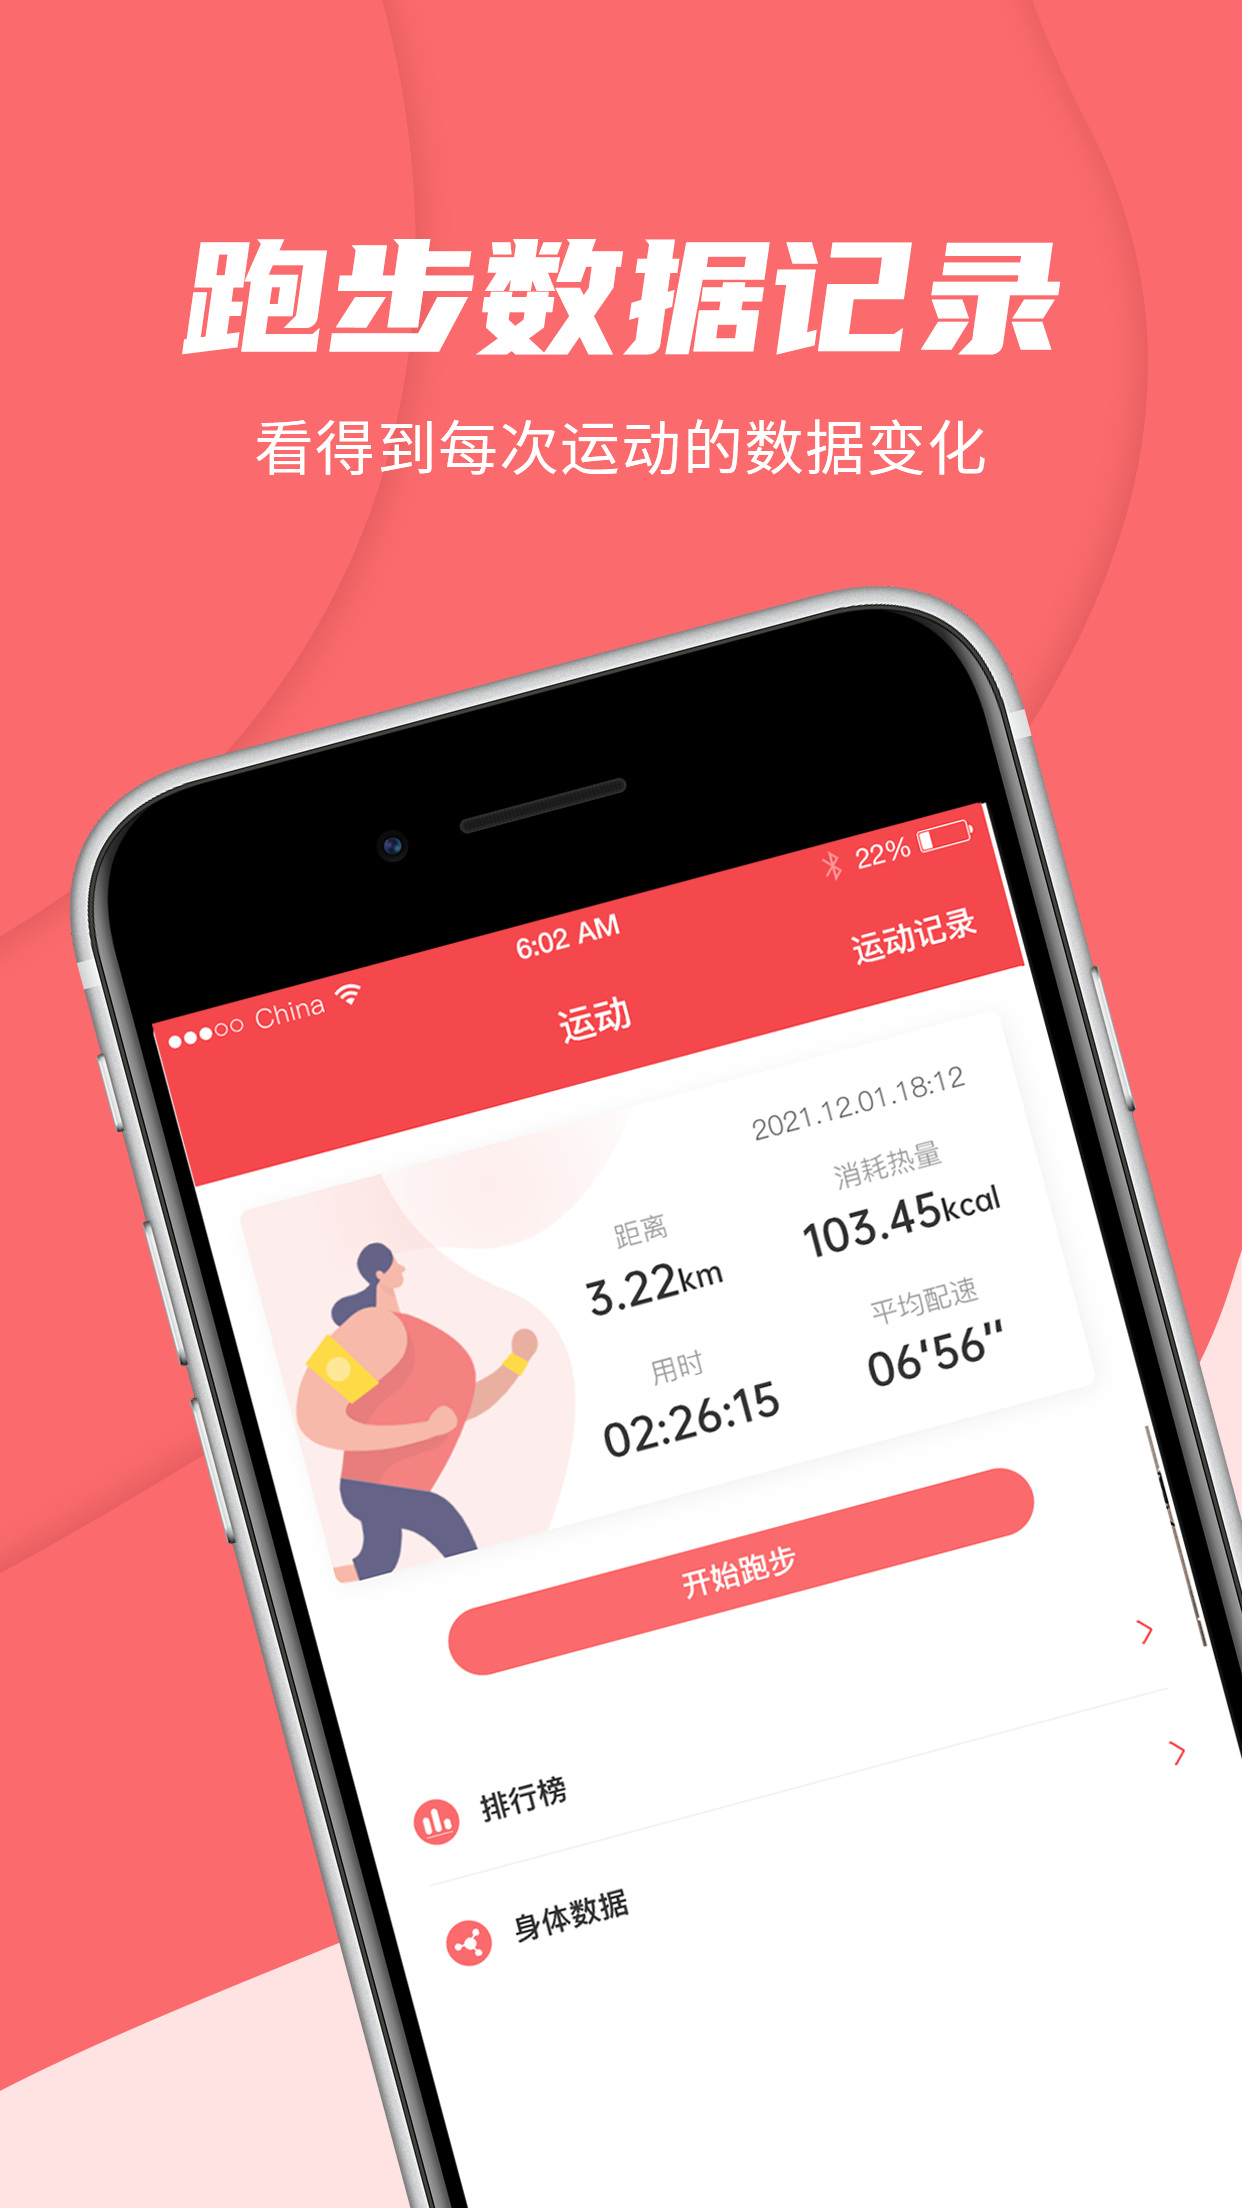 跑步数据记录
看得到每次运动的数据变化
China 6:02 AM 22%
运动 运动记录
2021.12.01.18:12
距离 消耗热量
3.22km 103.45kcal
用时 平均配速
02:26:15 06'56"
开始跑步
排行榜
身体数据